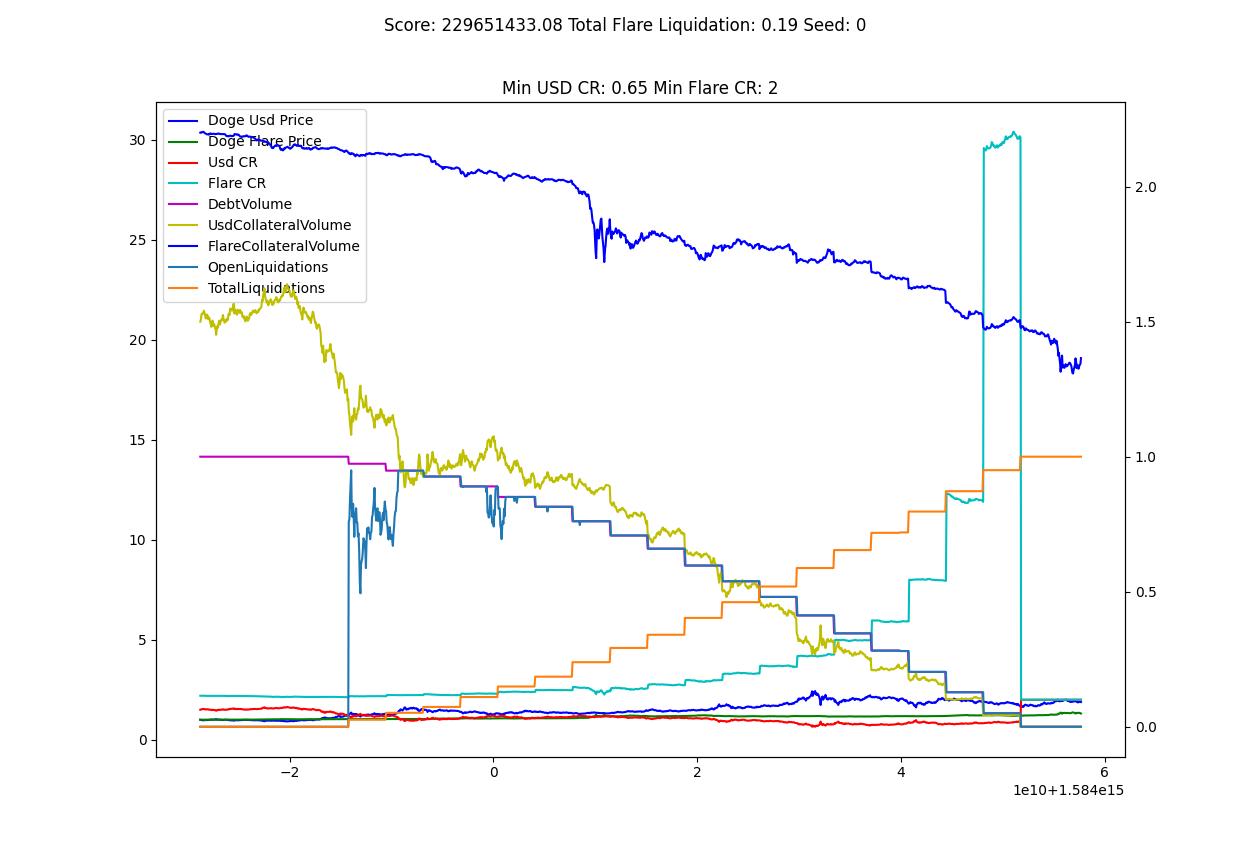 Score: 229651433.08 Total Flare Liquidation: 0.19 Seed: 0
Min USD CR: 0.65 Min Flare CR: 2
Doge Usd Price
Doge Flare Price
Usd CR
Flare CR
DebtVolume
UsdCollateralVolume
FlareCollateralVolume
OpenLiquidations
TotalLiquidations
30
25
20
15
10
5
0
2.0
1.5
1.0
0.5
0.0
−2
0
2
4
6
1e10+1.584e15